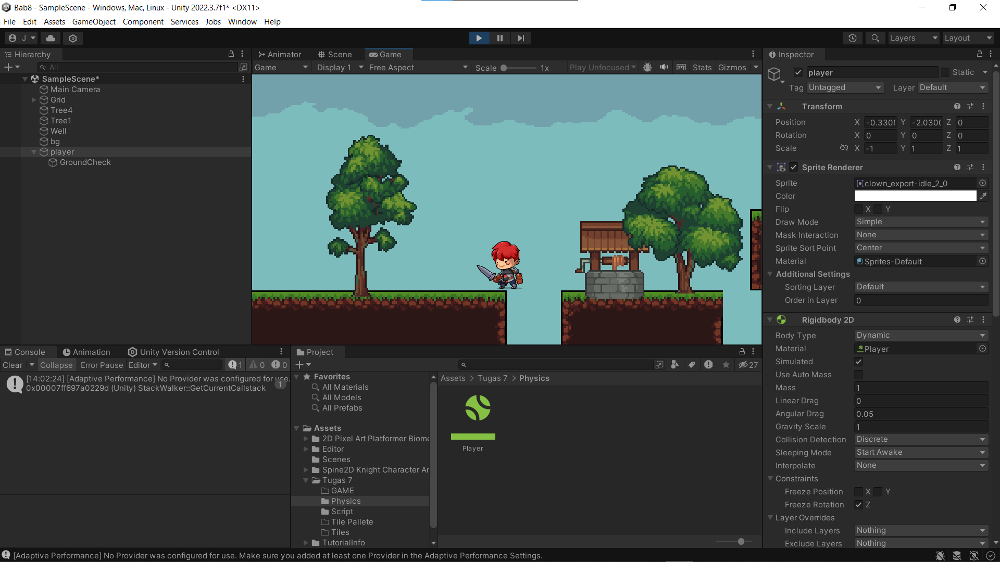 Bab8 - SampleScene - Windows, Mac, Linux - Unity 2022.3.7f1* <DX11>
File Edit Assets GameObject Component Services Jobs Window Help
J Layers Layout
Hierarchy
All
SampleScene*
Main Camera
Grid
Tree4
Tree1
Well
bg
player
GroundCheck
Animator Scene Game
Game Display 1 Free Aspect Scale 1x Play Unfocused Stats Gizmos
Inspector
player Static
Tag Untagged Layer Default
Transform
Position X -0.330 Y -2.030 Z 0
Rotation X 0 Y 0 Z 0
Scale X -1 Y 1 Z 1
Sprite Renderer
Sprite clown_export-idle_2_0
Color
Flip X Y
Draw Mode Simple
Mask Interaction None
Sprite Sort Point Center
Material Sprites-Default
Additional Settings
Sorting Layer Default
Order in Layer 0
Rigidbody 2D
Body Type Dynamic
Material Player
Simulated
Use Auto Mass
Mass 1
Linear Drag 0
Angular Drag 0.05
Gravity Scale 1
Collision Detection Discrete
Sleeping Mode Start Awake
Interpolate None
Constraints
Freeze Position X Y
Freeze Rotation Z
Layer Overrides
Include Layers Nothing
Exclude Layers Nothing
Console Animation Unity Version Control
Clear Collapse Error Pause Editor 1 0 0
[14:02:24] [Adaptive Performance] No Provider was configured for use.
0x00007ff697a0229d (Unity) StackWalker::GetCurrentCallstack 1
Project
27
Favorites
All Materials
All Models
All Prefabs
Assets
2D Pixel Art Platformer Biome
Editor
Scenes
Spine2D Knight Character Ar
Tugas 7
GAME
Physics
Script
Tile Pallete
Tiles
TutorialInfo
Assets > Tugas 7 > Physics
Player
[Adaptive Performance] No Provider was configured for use. Make sure you added at least one Provider in the Adaptive Performance Settings.